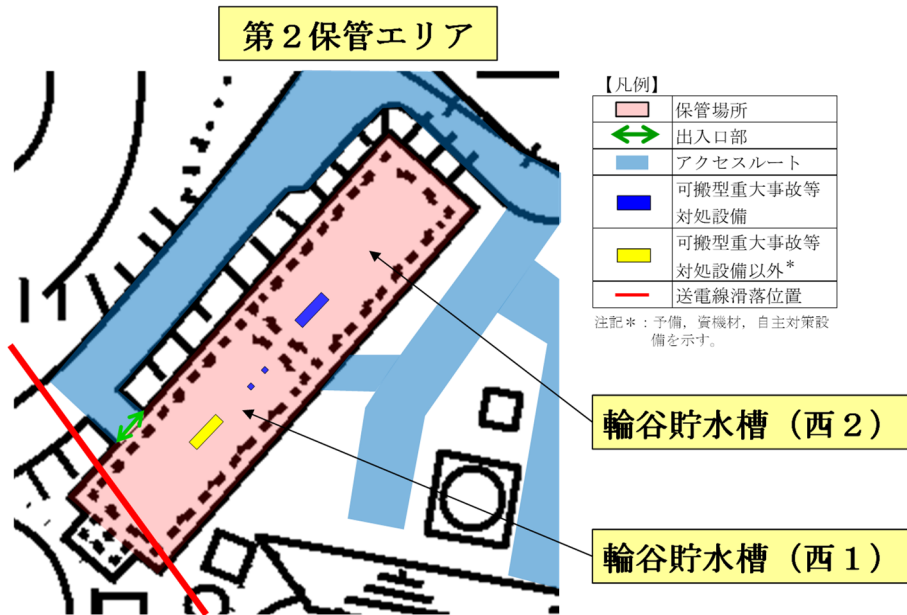 第2保管エリア
【凡例】
保管場所
出入口部
アクセスルート
可搬型重大事故等
対処設備
可搬型重大事故等
対処設備以外*
送電線滑落位置
注記*:予備,資機材,自主対策設
備を示す。
輪谷貯水槽(西2)
輪谷貯水槽(西1)